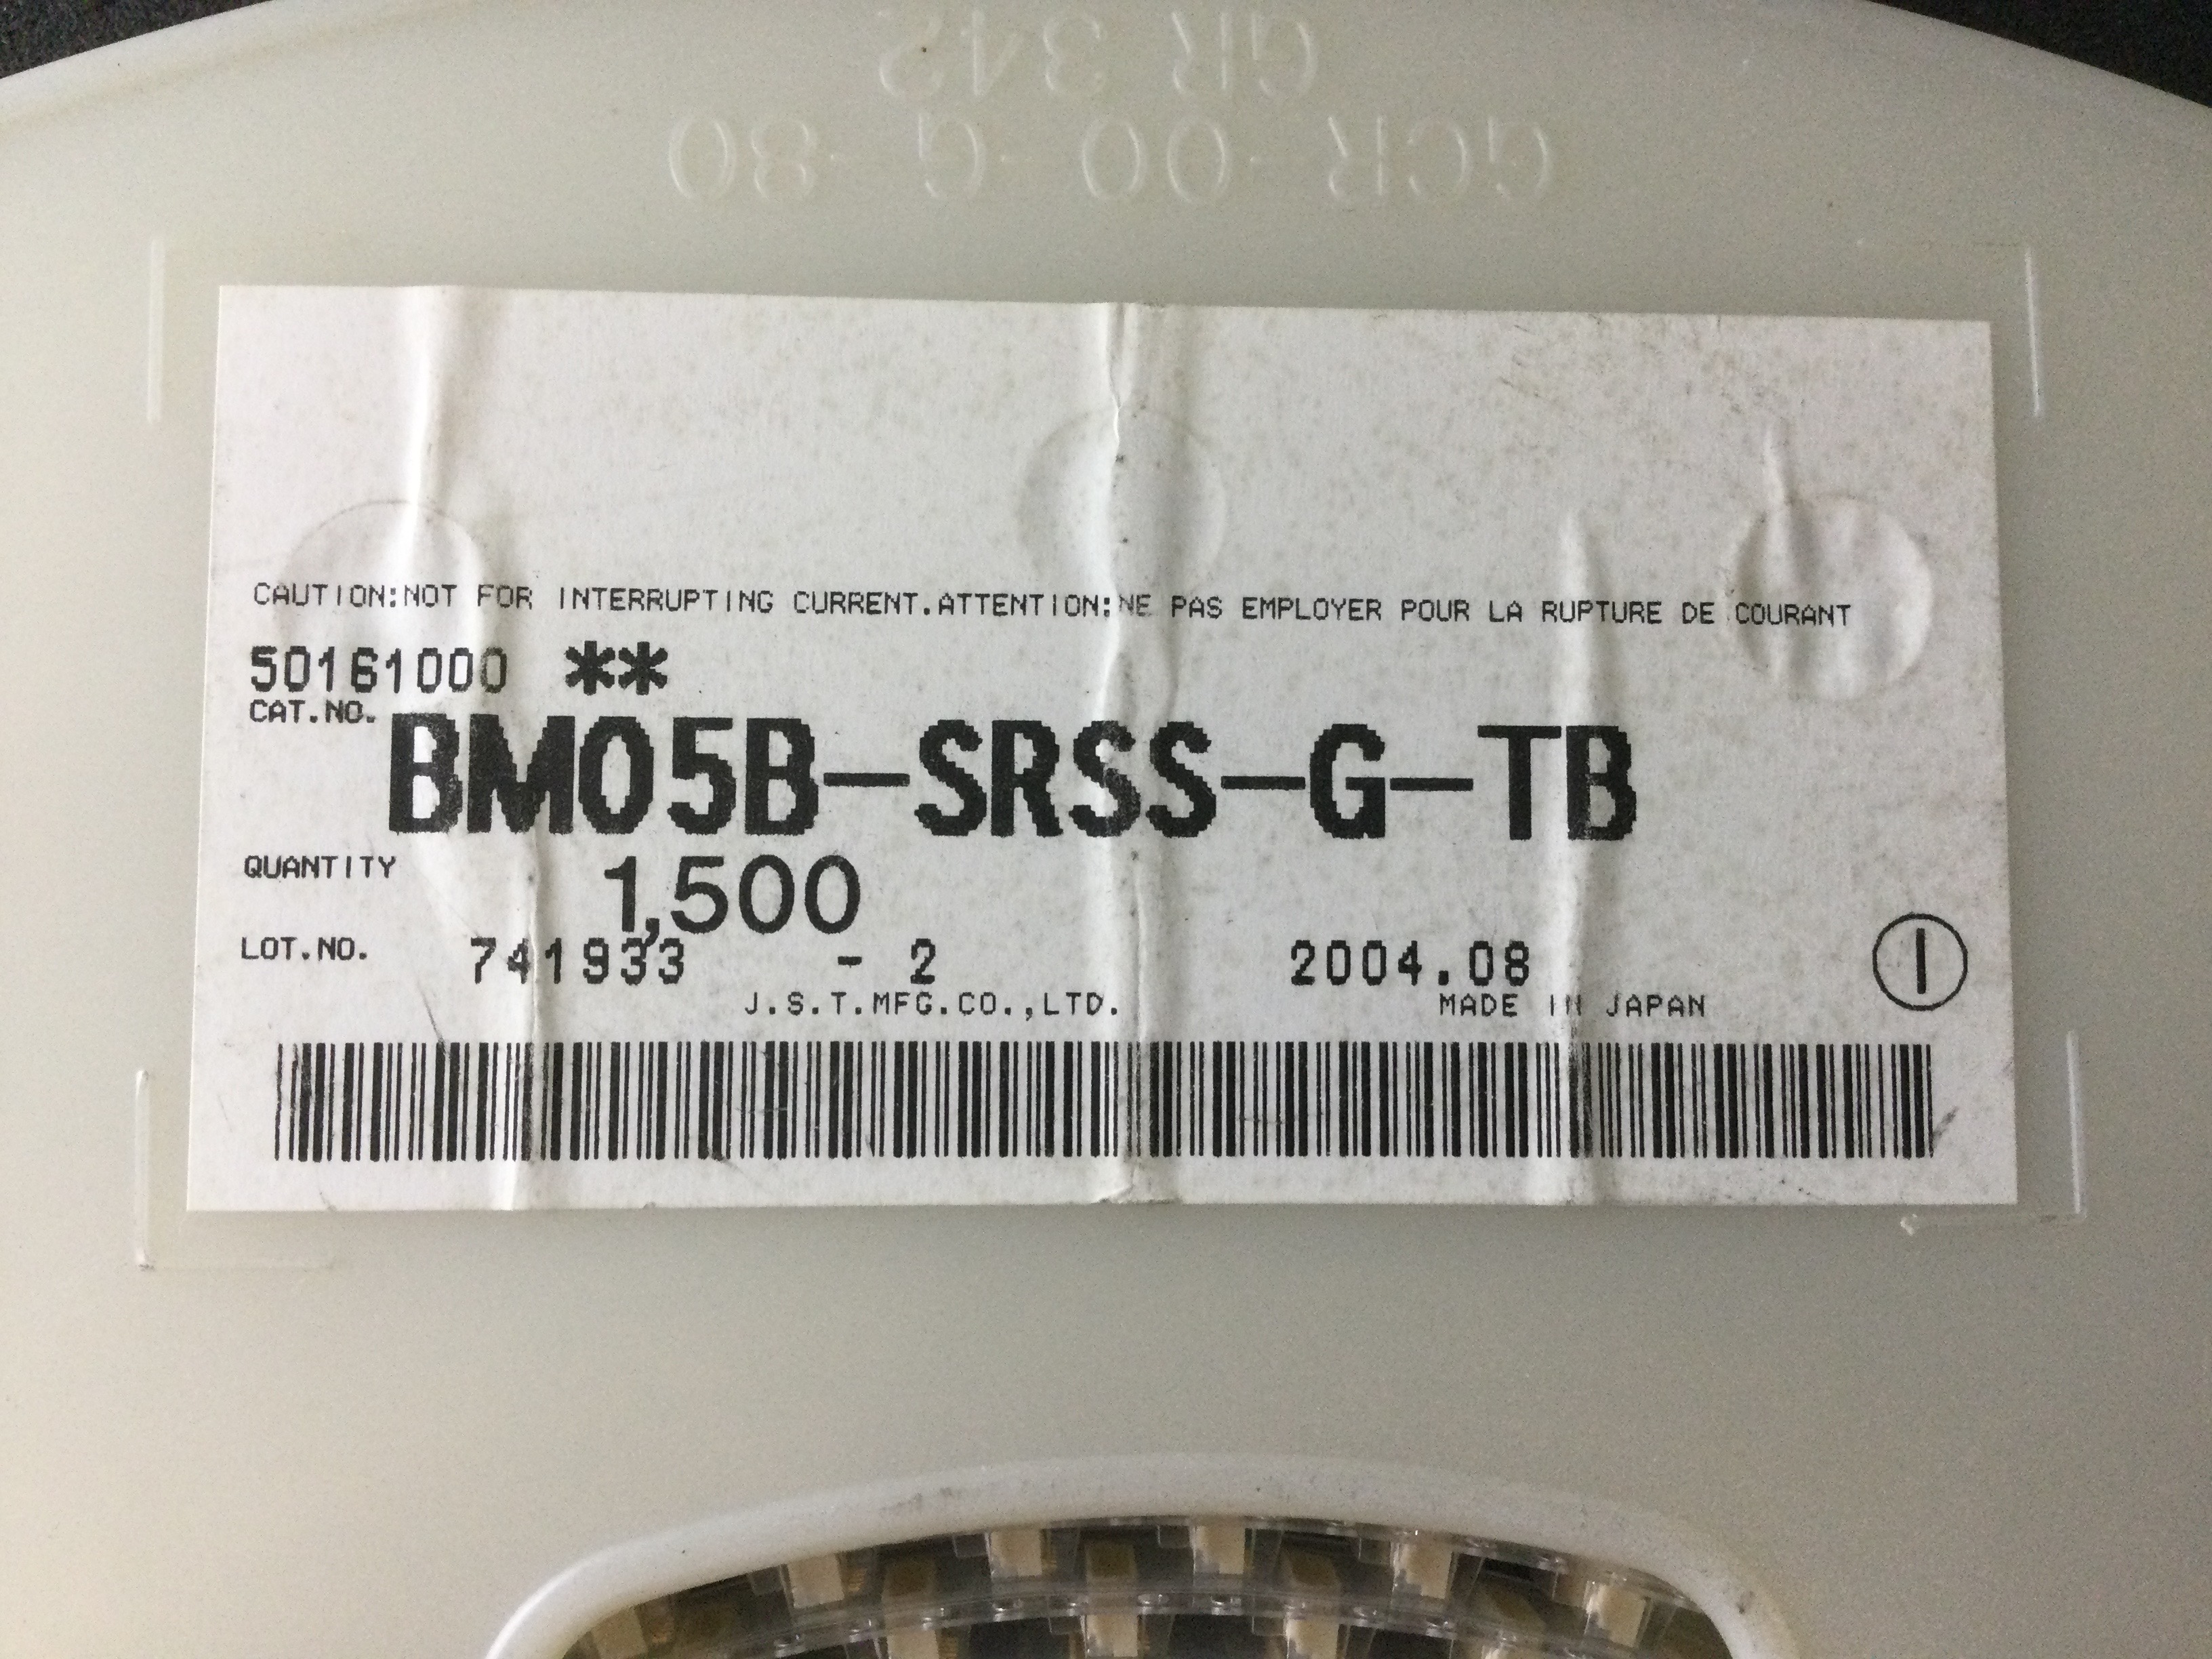 GR 342
GCR-00-G-80
CAUTION:NOT FOR INTERRUPTING CURRENT.ATTENTION:NE PAS EMPLOYER POUR LA RUPTURE DE COURANT
50161000 **
CAT.NO. BM05B-SRSS-G-TB
QUANTITY 1,500
LOT.NO. 741933 - 2 2004.08 1
J.S.T.MFG.CO.,LTD. MADE IN JAPAN